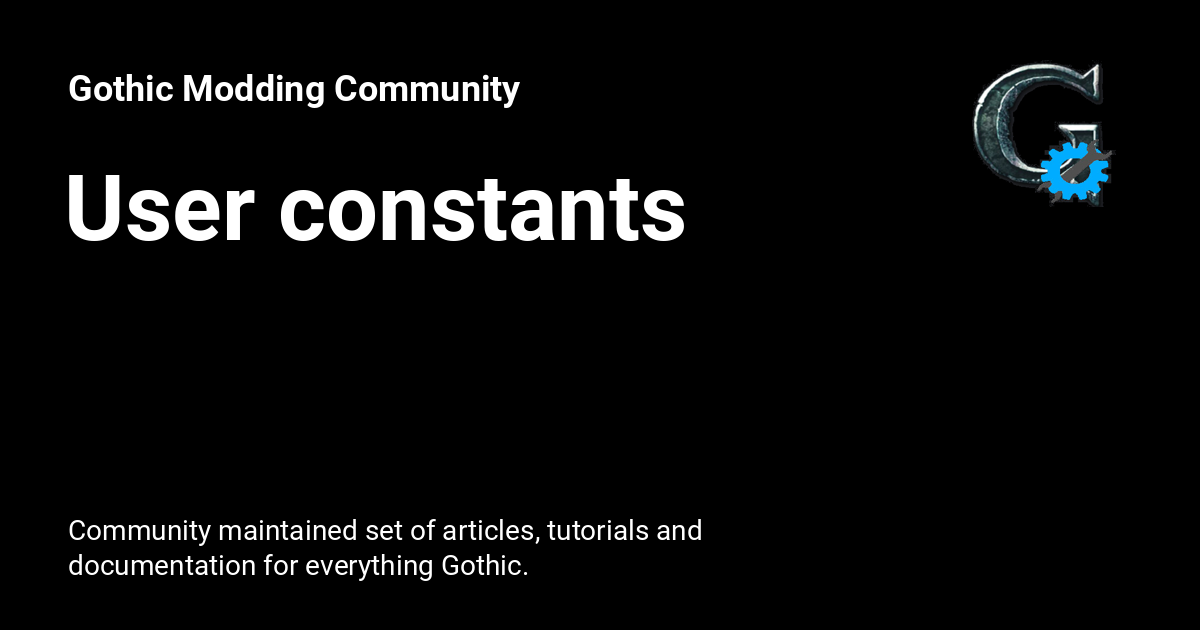 Gothic Modding Community
User constants
Community maintained set of articles, tutorials and
documentation for everything Gothic.
G